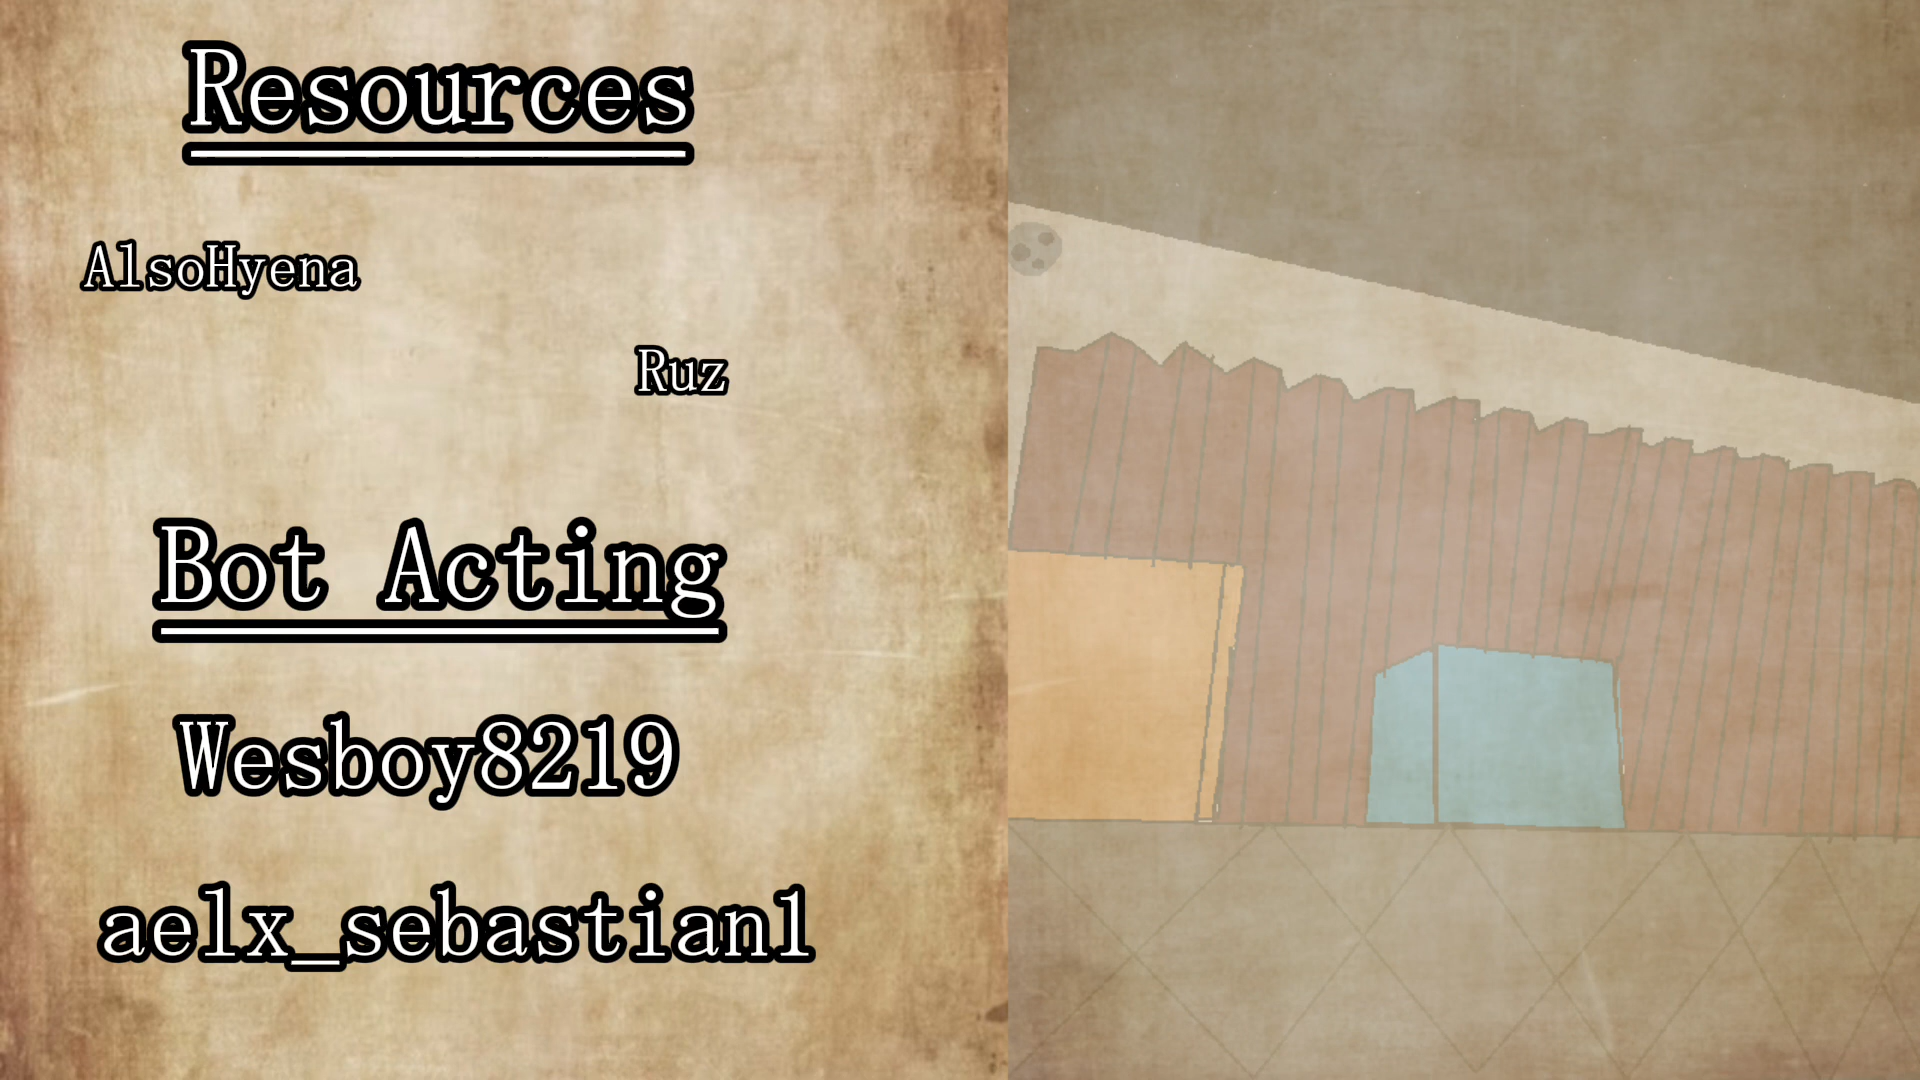 Resources
AlsoHyena
Ruz
Bot Acting
Wesboy8219
aelx_sebastian1